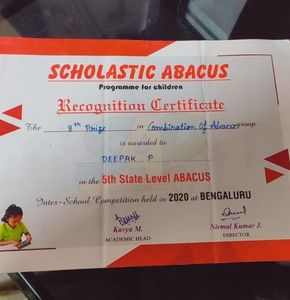 SCHOLASTIC ABACUS
Programme for children
Recognition Certificate
The 8th Prize in Combination Of Advance group
is awarded to
DEEPAK. P
in the 5th State Level ABACUS
Inter-School Competition held in 2020 at BENGALURU
Kavya M. Nirmal Kumar J.
ACADEMIC HEAD DIRECTOR